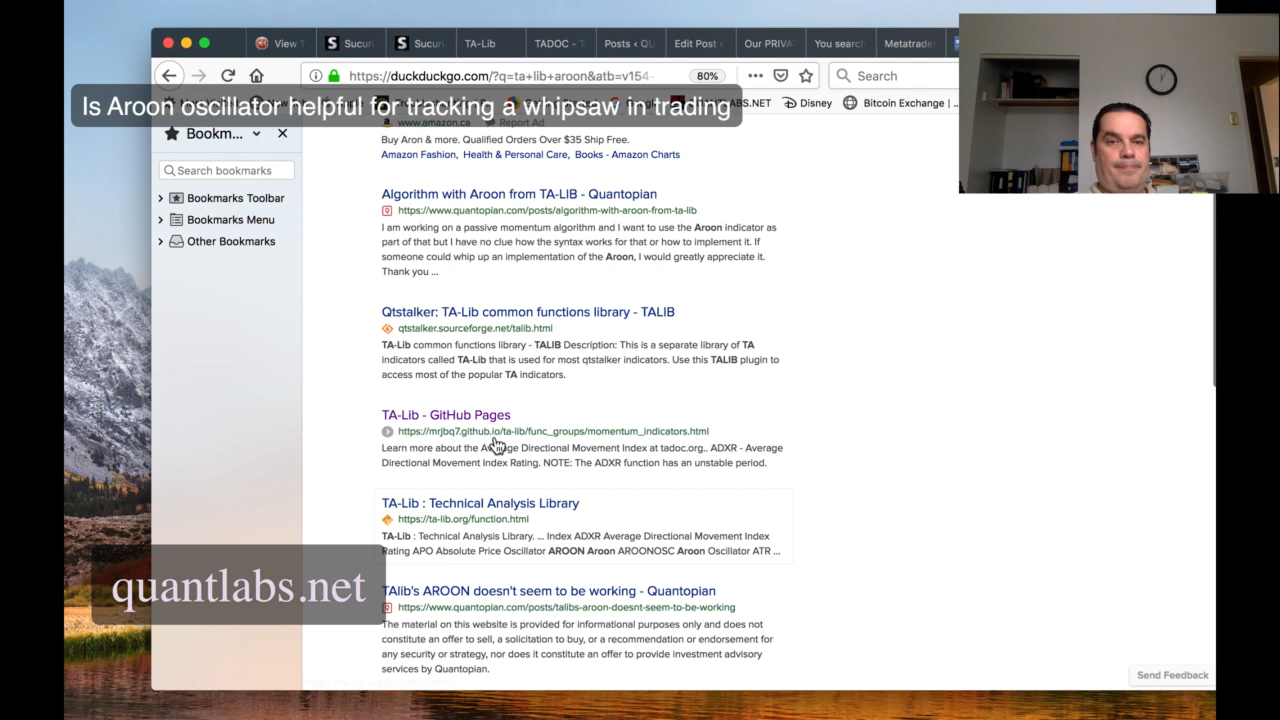 View
Sucur
Sucur
TA-Lib
TADOC - T
Posts ‹ QU
Edit Post ‹
Our PRIVAT
You search
Metatrader
https://duckduckgo.com/?q=ta+lib+aroon&atb=v154-
80%
Search
Is Aroon oscillator helpful for tracking a whipsaw in trading
Disney
Bitcoin Exchange | ..
www.amazon.ca
Report Ad
Bookm...
Buy Aron & more. Qualified Orders Over $35 Ship Free.
Amazon Fashion, Health & Personal Care, Books - Amazon Charts
Search bookmarks
Bookmarks Toolbar
Bookmarks Menu
Other Bookmarks
Algorithm with Aroon from TA-LIB - Quantopian
https://www.quantopian.com/posts/algorithm-with-aroon-from-ta-lib
I am working on a passive momentum algorithm and I want to use the Aroon indicator as
part of that but I have no clue how the syntax works for that or how to implement it. If
someone could whip up an implementation of the Aroon, I would greatly appreciate it.
Thank you ...
Qtstalker: TA-Lib common functions library - TALIB
qtstalker.sourceforge.net/talib.html
TA-Lib common functions library - TALIB Description: This is a separate library of TA
indicators called TA-Lib that is used for most qtstalker indicators. Use this TALIB plugin to
access most of the popular TA indicators.
TA-Lib - GitHub Pages
https://mrjbq7.github.io/ta-lib/func_groups/momentum_indicators.html
Learn more about the Average Directional Movement Index at tadoc.org.. ADXR - Average
Directional Movement Index Rating. NOTE: The ADXR function has an unstable period.
TA-Lib : Technical Analysis Library
https://ta-lib.org/function.html
TA-Lib : Technical Analysis Library. ... Index ADXR Average Directional Movement Index
Rating APO Absolute Price Oscillator AROON Aroon AROONOSC Aroon Oscillator ATR ...
quantlabs.net
TAlib's AROON doesn't seem to be working - Quantopian
https://www.quantopian.com/posts/talibs-aroon-doesnt-seem-to-be-working
The material on this website is provided for informational purposes only and does not
constitute an offer to sell, a solicitation to buy, or a recommendation or endorsement for
any security or strategy, nor does it constitute an offer to provide investment advisory
services by Quantopian.
Send Feedback